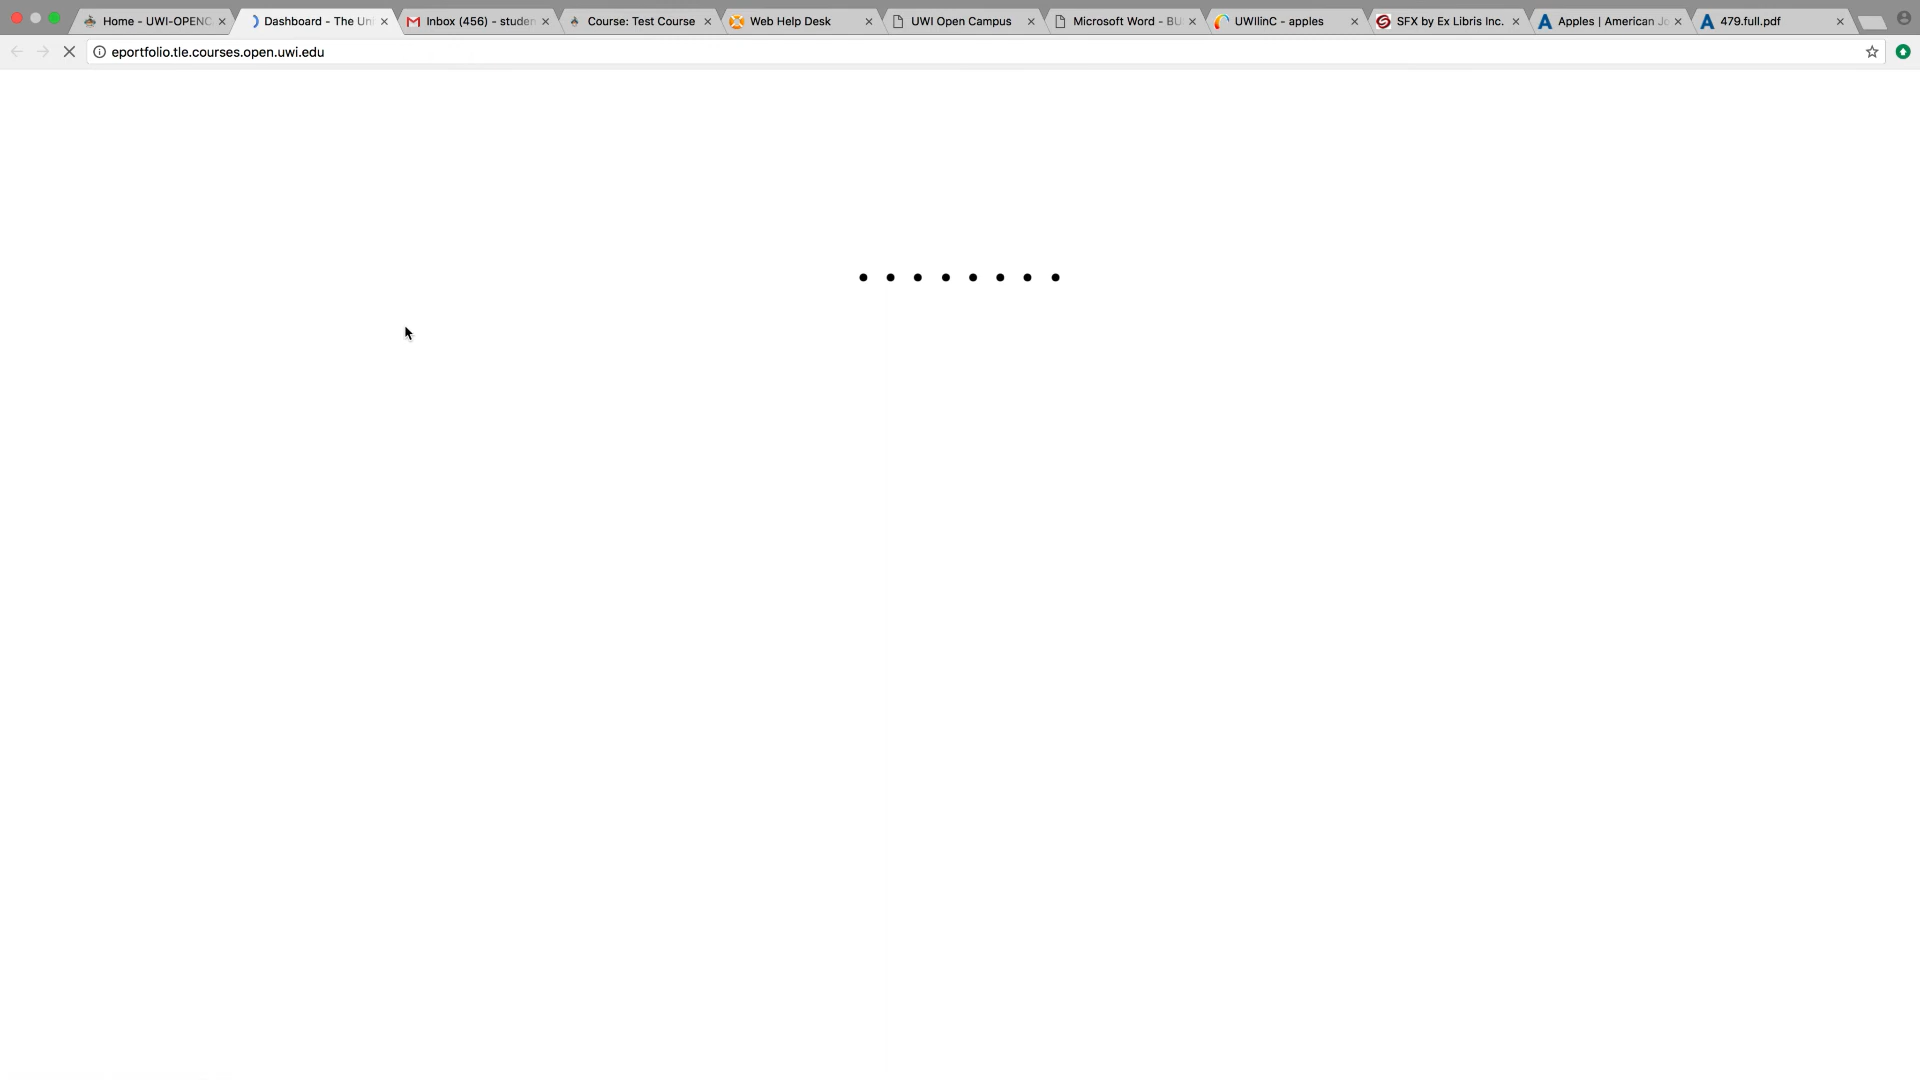 Home - UWI-OPENC
Dashboard - The Uni
Inbox (456) - studen
Course: Test Course
Web Help Desk
UWI Open Campus
Microsoft Word - BU
UWIlinC - apples
SFX by Ex Libris Inc.
Apples | American Jo
479.full.pdf
eportfolio.tle.courses.open.uwi.edu